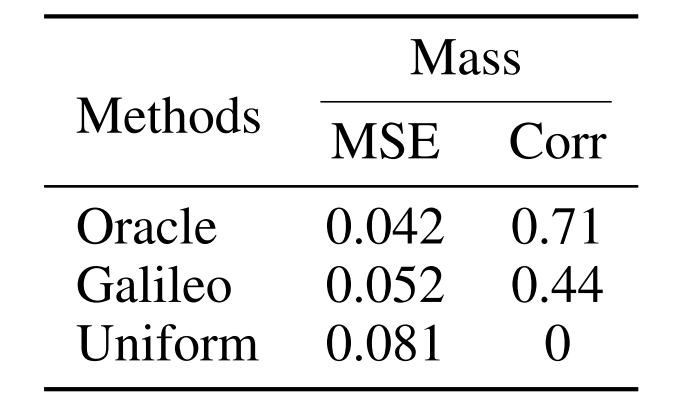 Mass
Methods
MSE Corr
Oracle 0.042 0.71
Galileo 0.052 0.44
Uniform 0.081 0